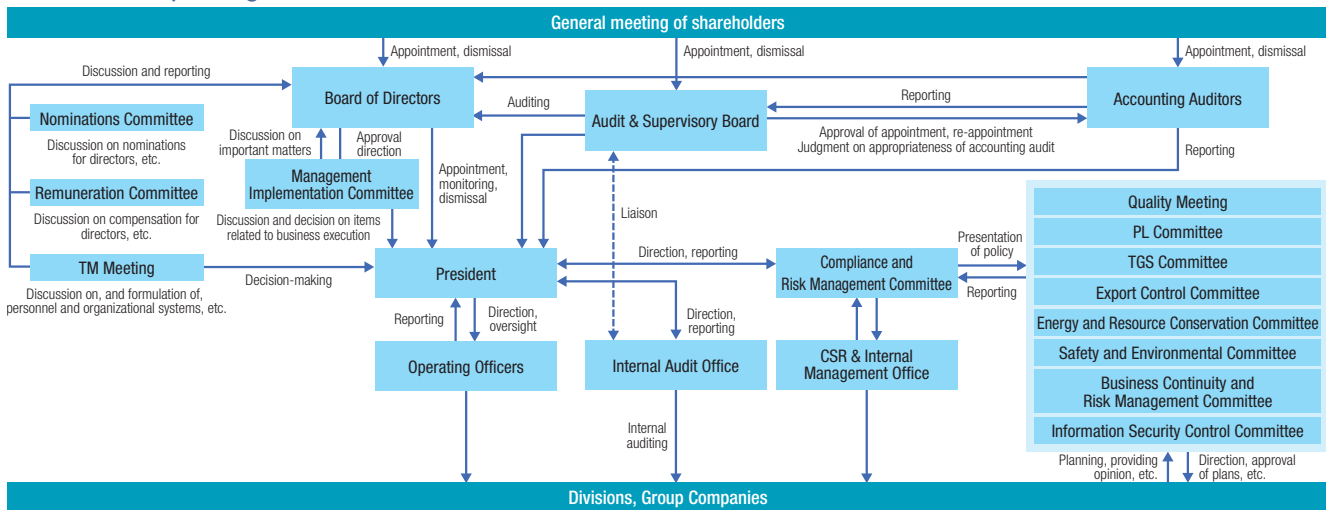 General meeting of shareholders
Appointment, dismissal
Appointment, dismissal
Appointment, dismissal
Discussion and reporting
Board of Directors
Auditing
Audit & Supervisory Board
Reporting
Accounting Auditors
Nominations Committee
Discussion on nominations
for directors, etc.
Discussion on
important matters
Approval
direction
Approval of appointment, re-appointment
Judgment on appropriateness of accounting audit
Reporting
Management
Implementation Committee
Appointment,
monitoring,
dismissal
Remuneration Committee
Discussion on compensation for
directors, etc.
Discussion and decision on items
related to business execution
Liaison
Quality Meeting
PL Committee
TGS Committee
Export Control Committee
Energy and Resource Conservation Committee
Safety and Environmental Committee
Business Continuity and
Risk Management Committee
Information Security Control Committee
TM Meeting
Discussion on, and formulation of,
personnel and organizational systems, etc.
Decision-making
President
Direction, reporting
Compliance and
Risk Management Committee
Presentation
of policy
Reporting
Reporting
Direction,
oversight
Direction,
reporting
Operating Officers
Internal Audit Office
CSR & Internal
Management Office
Internal
auditing
Planning, providing
opinion, etc.
Direction, approval
of plans, etc.
Divisions, Group Companies